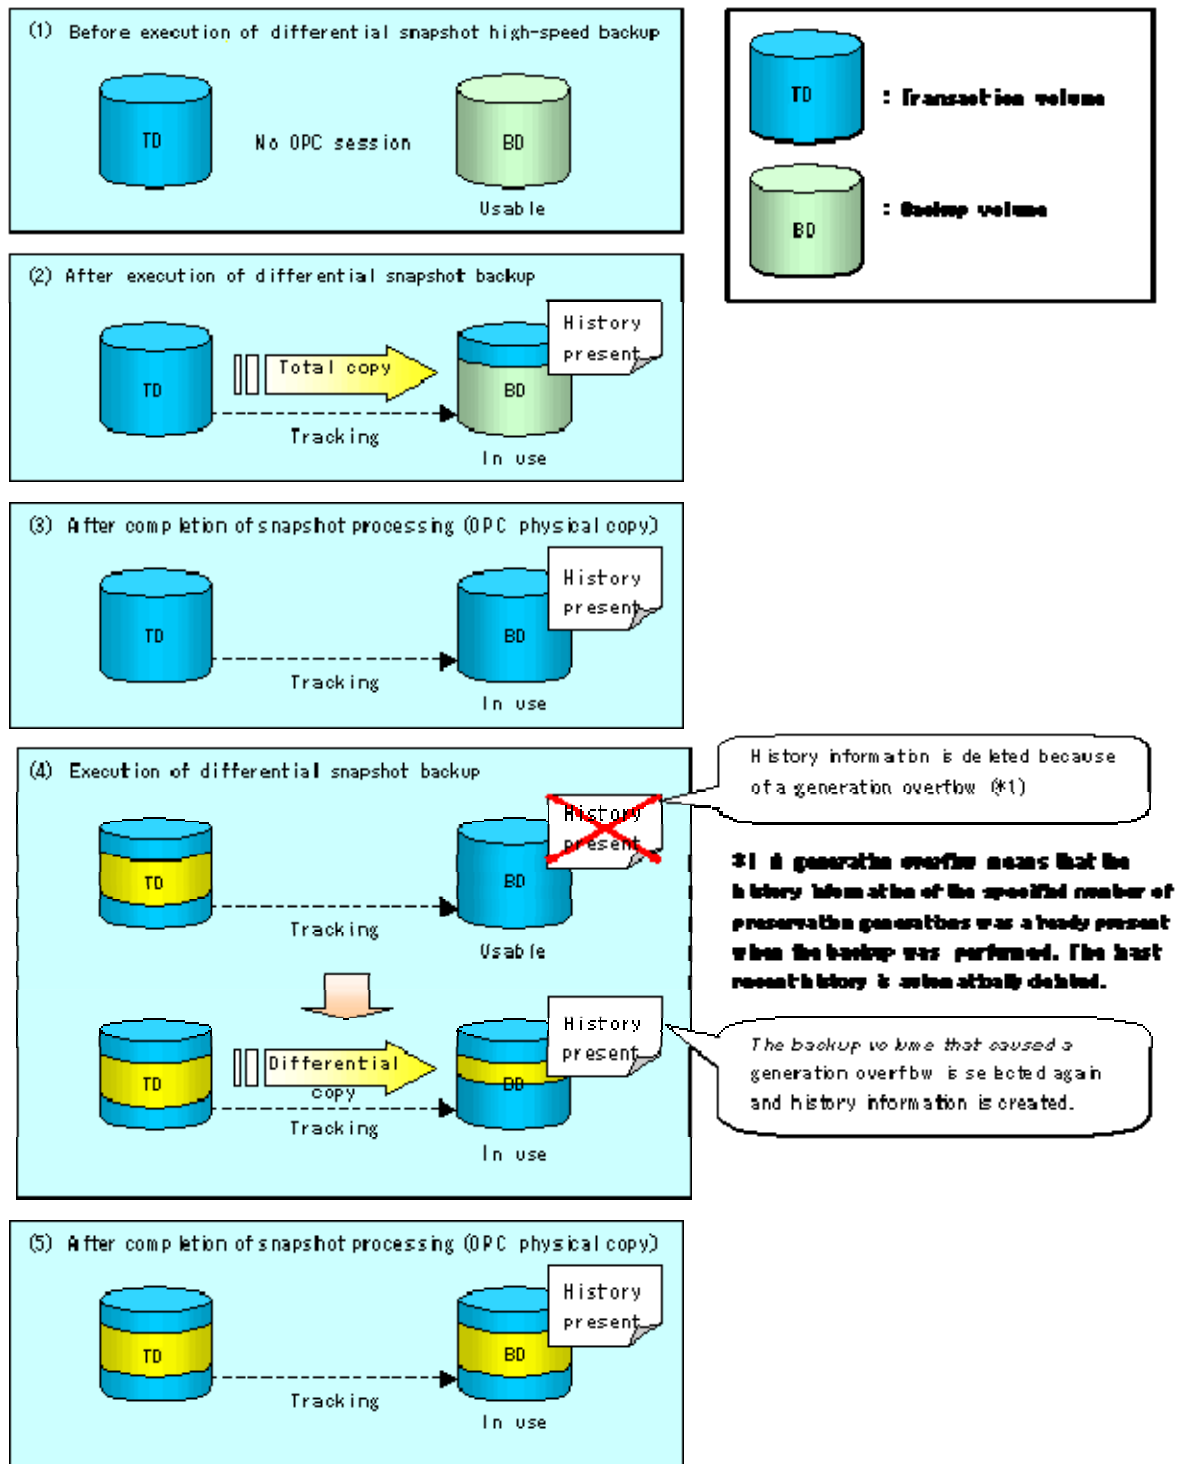 (1) Before execution of differential snapshot high-speed backup
TD
No OPC session
BD
Usable
TD
: Transaction volume
BD
: Backup volume
(2) After execution of differential snapshot backup
History
present
TD
Total copy
BD
Tracking
In use
(3) After completion of snapshot processing (OPC physical copy)
History
present
TD
BD
Tracking
In use
(4) Execution of differential snapshot backup
History
present
TD
BD
Tracking
Usable
History information is deleted because
of a generation overflow (*1)
*1 A generation overflow means that the
history information of the specified number of
preservation generations was already present
when the backup was performed. The least
recent history is automatically deleted.
History
present
TD
Differential
copy
BD
Tracking
In use
The backup volume that caused a
generation overflow is selected again
and history information is created.
(5) After completion of snapshot processing (OPC physical copy)
History
present
TD
BD
Tracking
In use